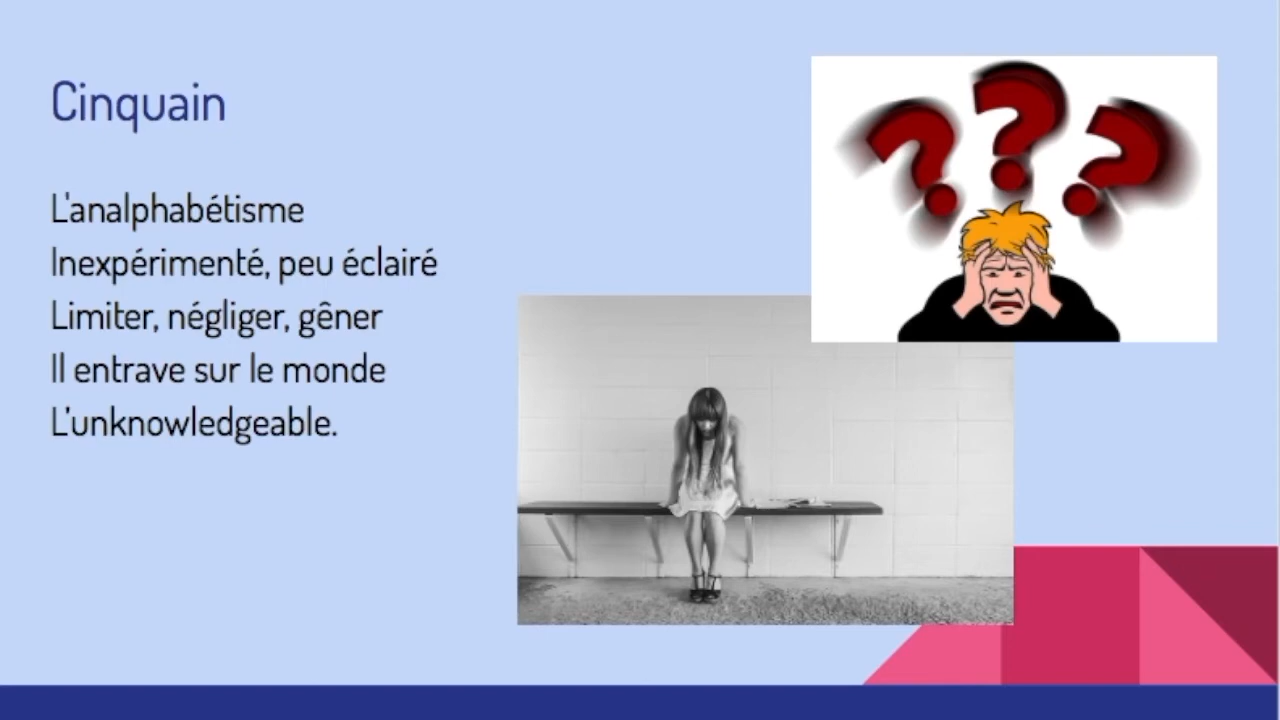 Cinquain
L'analphabétisme
Inexpérimenté, peu éclairé
Limiter, négliger, gêner
Il entrave sur le monde
L'unknowledgeable.
???